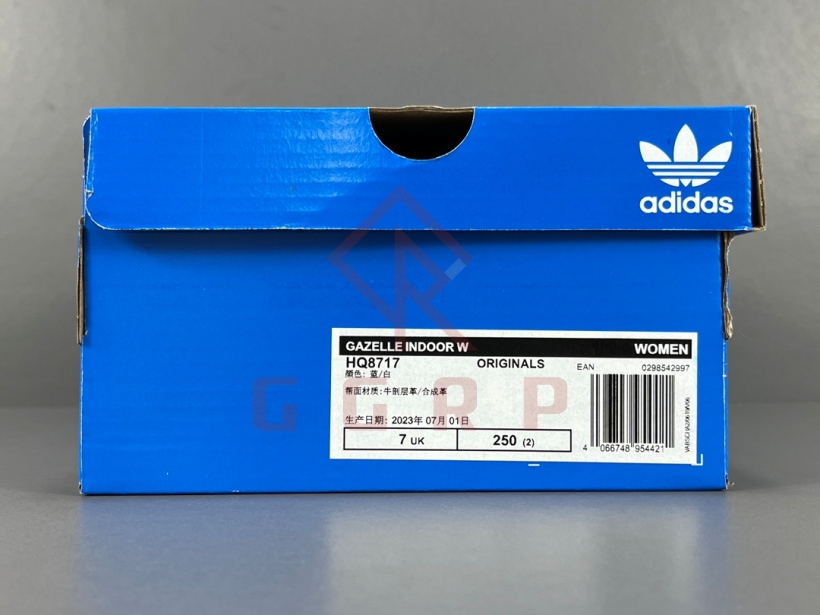 adidas
GAZELLE INDOOR W WOMEN
HQ8717 ORIGINALS EAN 0298542997
颜色: 蓝/白
帮面材质: 牛剖层革/合成革
生产日期: 2023年 07月 01日
7 UK 250 (2)
4 066748 954421
GGRP